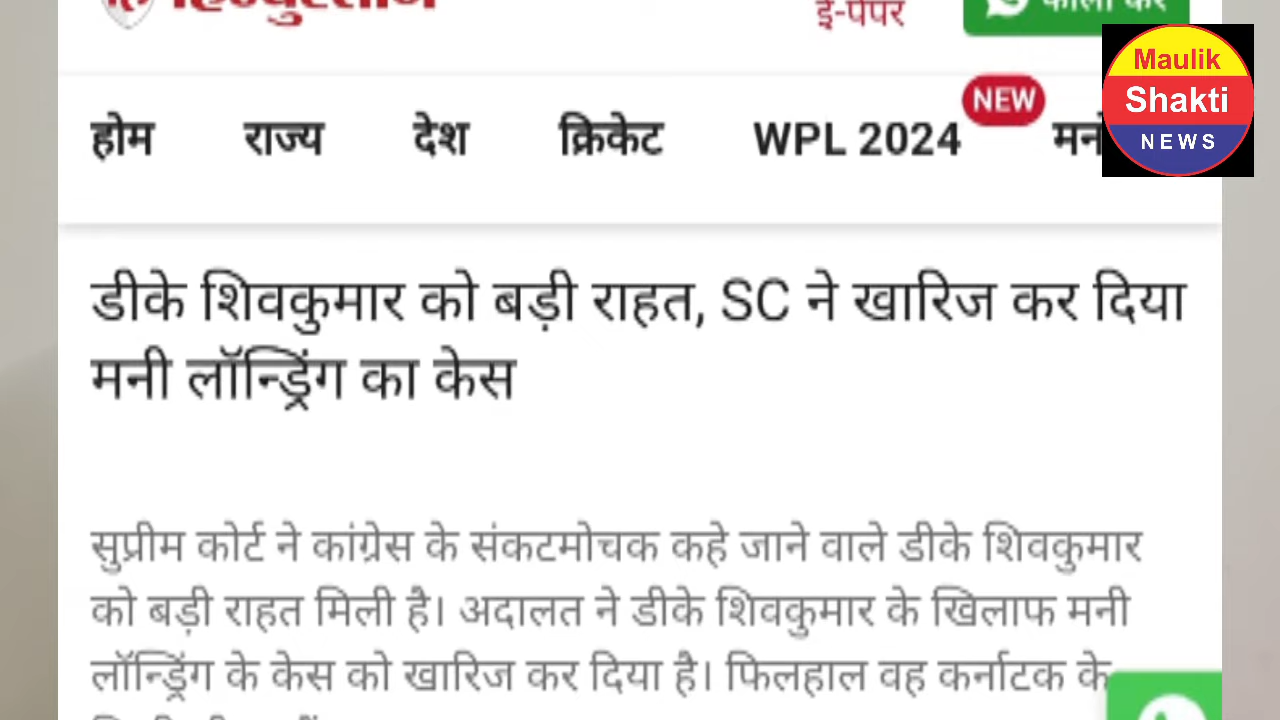 हिन्दुस्तान
ई-पेपर
फॉलो करें
Maulik
Shakti
NEWS
NEW
होम राज्य देश क्रिकेट WPL 2024
डीके शिवकुमार को बड़ी राहत, SC ने खारिज कर दिया
मनी लॉन्ड्रिंग का केस
सुप्रीम कोर्ट ने कांग्रेस के संकटमोचक कहे जाने वाले डीके शिवकुमार
को बड़ी राहत मिली है। अदालत ने डीके शिवकुमार के खिलाफ मनी
लॉन्ड्रिंग के केस को खारिज कर दिया है। फिलहाल वह कर्नाटक के